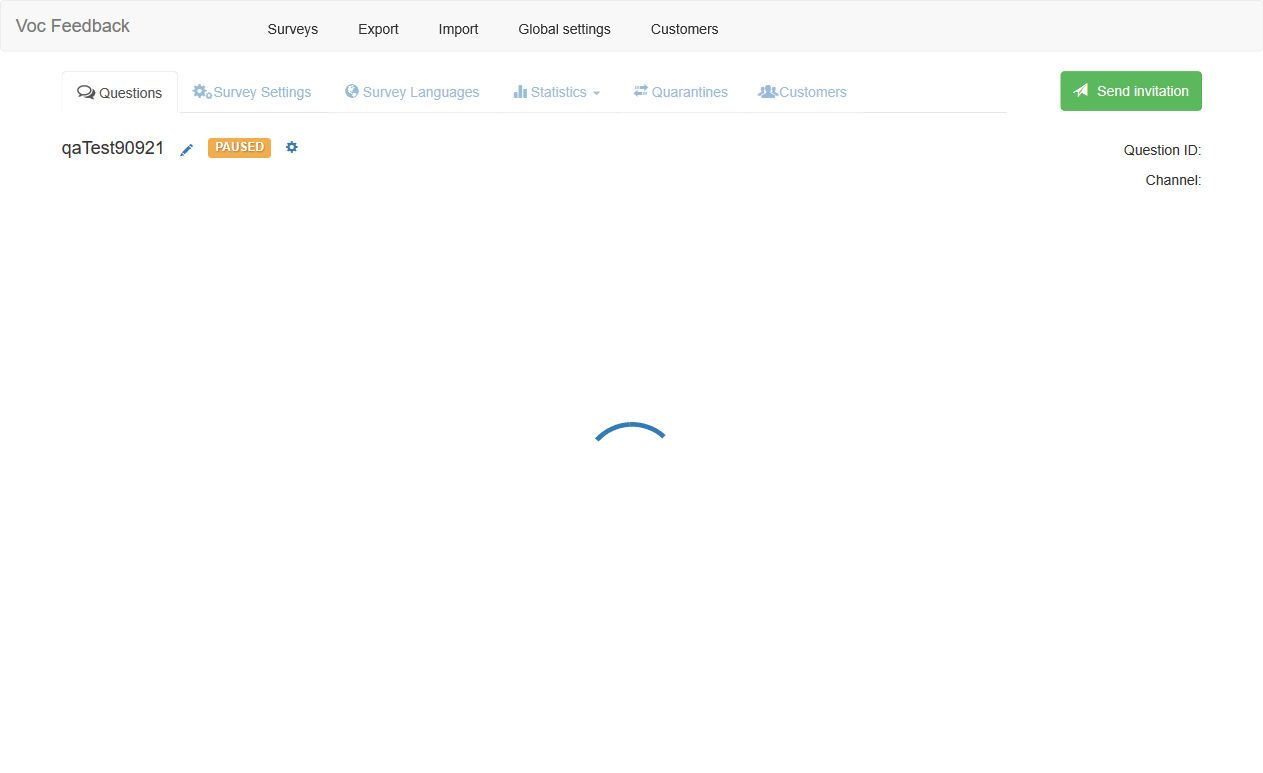 Voc Feedback Surveys Export Import Global settings Customers
Questions Survey Settings Survey Languages Statistics Quarantines Customers Send invitation
qaTest90921 PAUSED Question ID:
Channel: